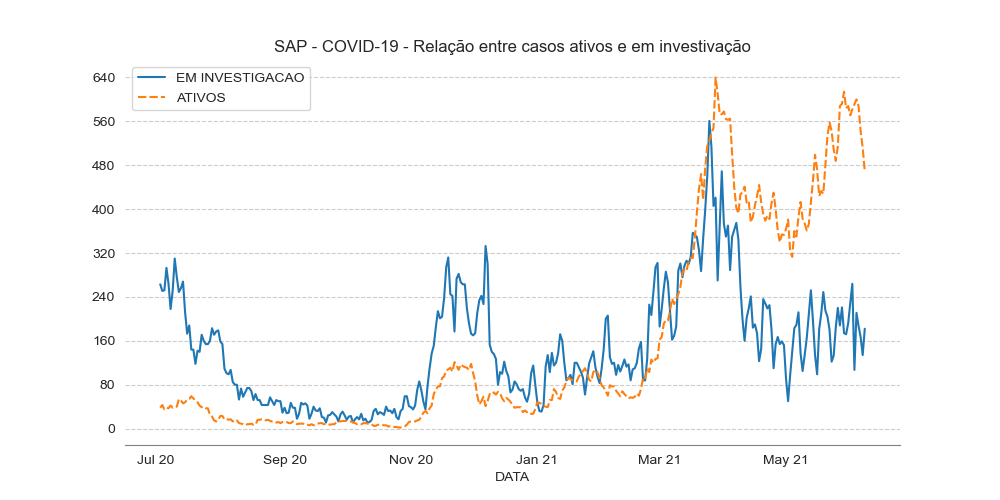 SAP - COVID-19 - Relação entre casos ativos e em investivação
EM INVESTIGACAO
ATIVOS
640
560
480
400
320
240
160
80
0
Jul 20
Sep 20
Nov 20
Jan 21
Mar 21
May 21
DATA